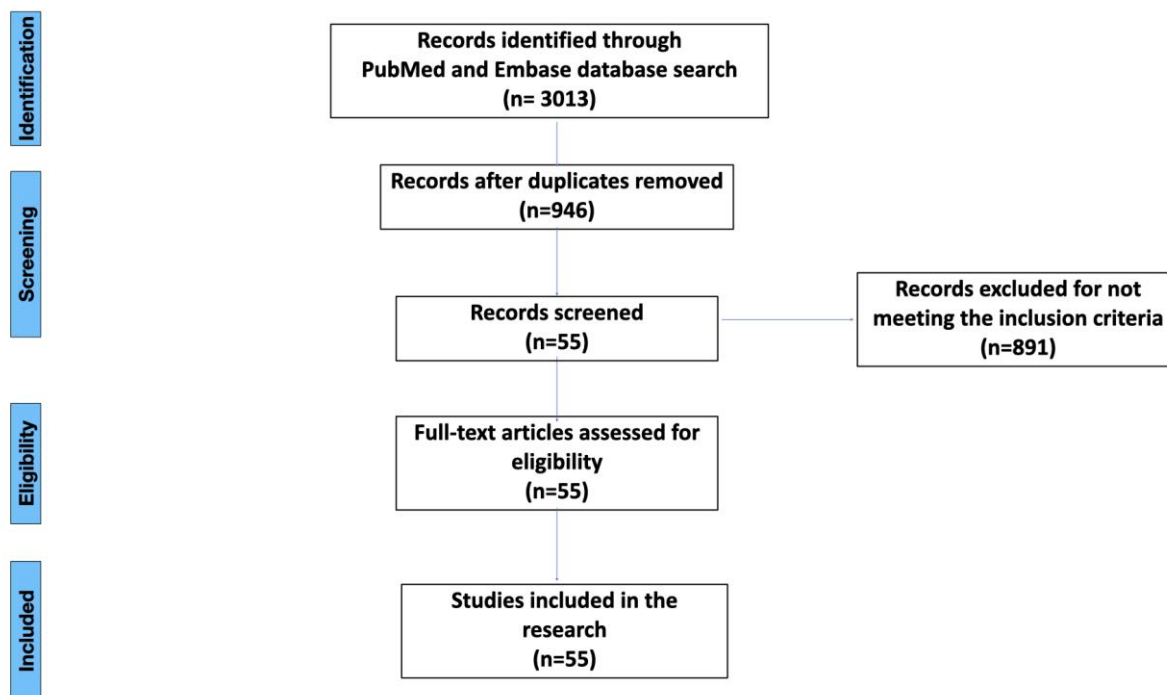 Identification
Records identified through
PubMed and Embase database search
(n= 3013)
Screening
Records after duplicates removed
(n=946)
Records screened
(n=55)
Records excluded for not
meeting the inclusion criteria
(n=891)
Eligibility
Full-text articles assessed for
eligibility
(n=55)
Included
Studies included in the
research
(n=55)